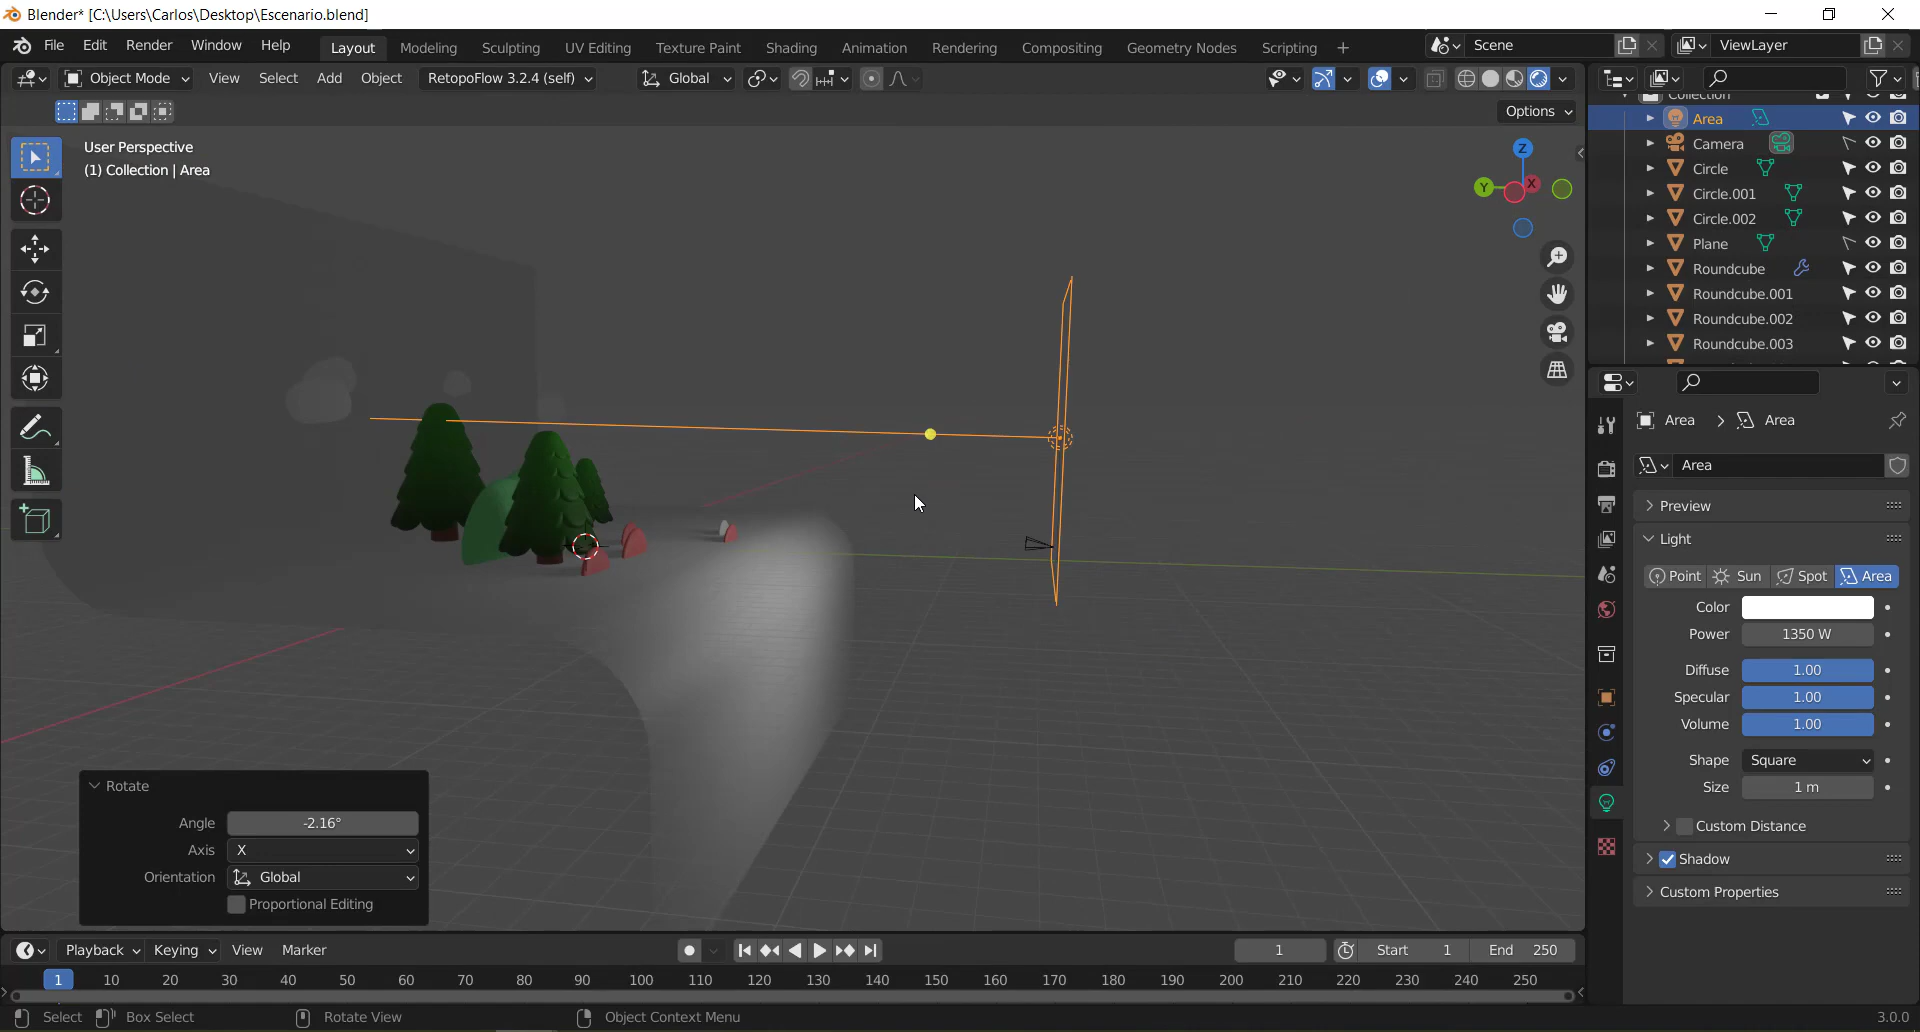 Blender* [C:\Users\Carlos\Desktop\Escenario.blend]
File Edit Render Window Help Layout Modeling Sculpting UV Editing Texture Paint Shading Animation Rendering Compositing Geometry Nodes Scripting + Scene ViewLayer
Object Mode View Select Add Object RetopoFlow 3.2.4 (self) Global
Options
User Perspective
(1) Collection | Area
Z
Y
X
Collection
Area
Camera
Circle
Circle.001
Circle.002
Plane
Roundcube
Roundcube.001
Roundcube.002
Roundcube.003
Area > Area
Area
Preview
Light
Point Sun Spot Area
Color
Power 1350 W
Diffuse 1.00
Specular 1.00
Volume 1.00
Shape Square
Size 1 m
Custom Distance
Shadow
Custom Properties
Rotate
Angle -2.16°
Axis X
Orientation Global
Proportional Editing
Playback Keying View Marker 1 Start 1 End 250
1 10 20 30 40 50 60 70 80 90 100 110 120 130 140 150 160 170 180 190 200 210 220 230 240 250
Select Box Select Rotate View Object Context Menu 3.0.0